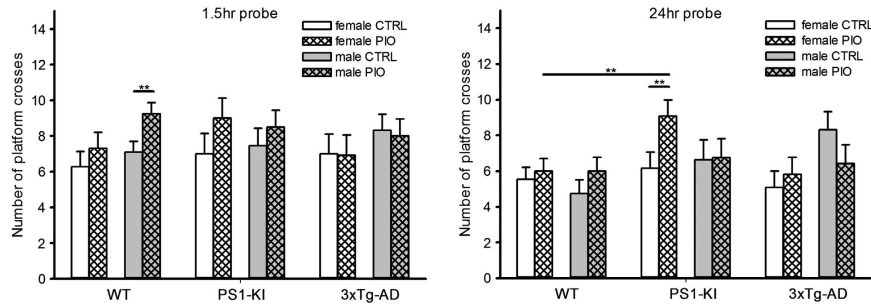 1.5hr probe
Number of platform crosses
14
12
10
8
6
4
2
0
female CTRL
female PIO
male CTRL
male PIO
**
WT
PS1-KI
3xTg-AD
24hr probe
Number of platform crosses
14
12
10
8
6
4
2
0
female CTRL
female PIO
male CTRL
male PIO
**
**
WT
PS1-KI
3xTg-AD